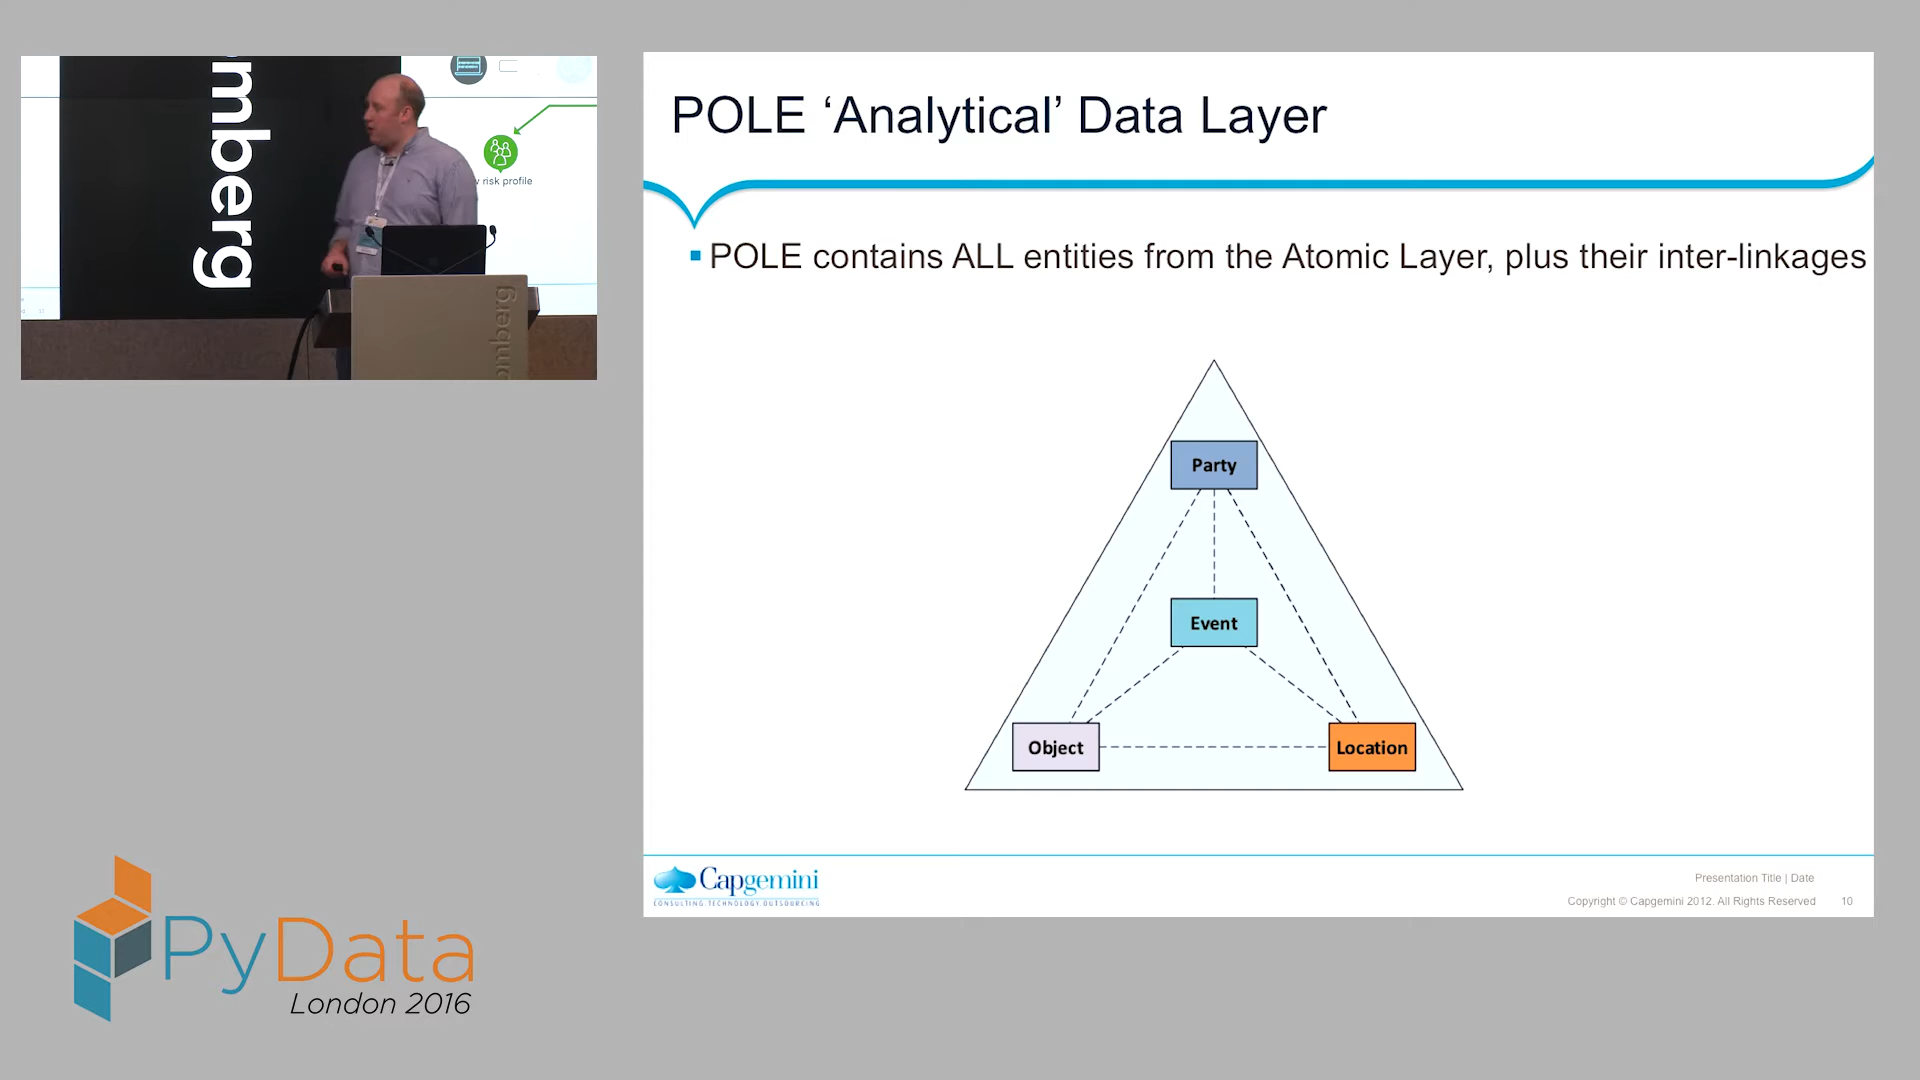 omberg
risk profile
omberg
POLE ‘Analytical’ Data Layer
▪ POLE contains ALL entities from the Atomic Layer, plus their inter-linkages
Party
Event
Object
Location
Capgemini
CONSULTING.TECHNOLOGY.OUTSOURCING
Presentation Title | Date
Copyright © Capgemini 2012. All Rights Reserved 10
PyData
London 2016